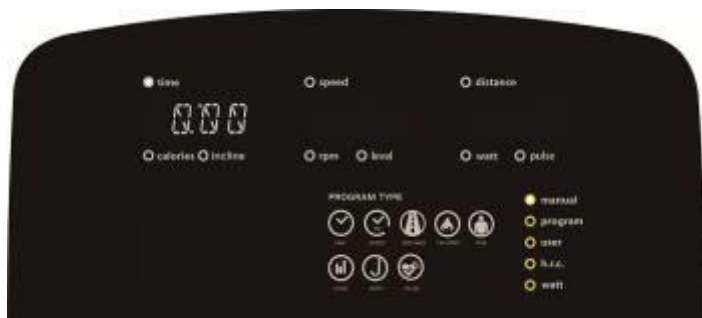 time speed distance
0:00
calories incline rpm level watt pulse
PROGRAM TYPE
manual
program
user
h.r.c.
watt